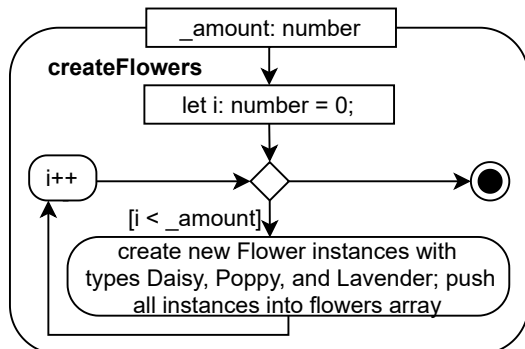 _amount: number
createFlowers
let i: number = 0;
i++
[i < _amount]
create new Flower instances with
types Daisy, Poppy, and Lavender; push
all instances into flowers array